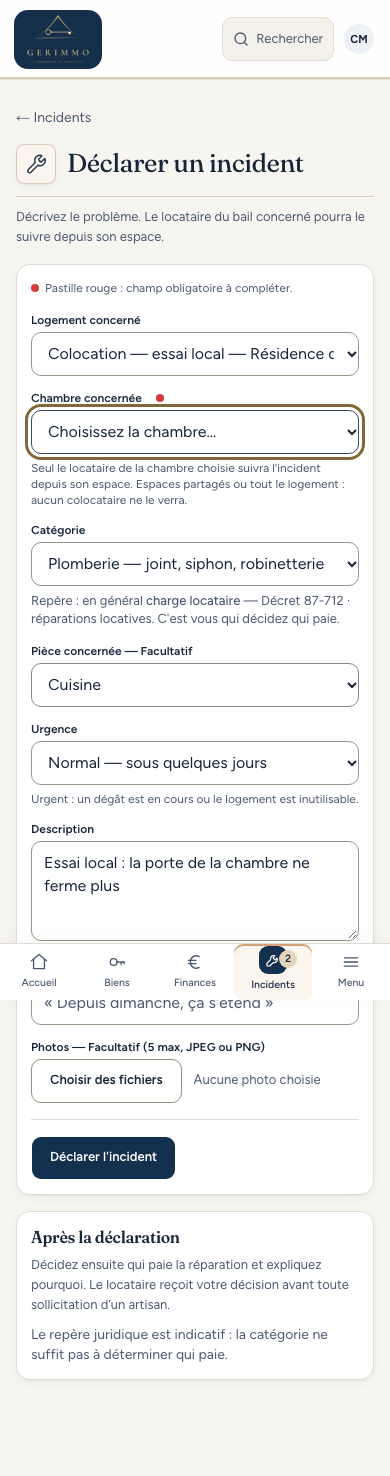 GERIMMO
Rechercher
CM
← Incidents
Déclarer un incident
Décrivez le problème. Le locataire du bail concerné pourra le
suivre depuis son espace.
Pastille rouge : champ obligatoire à compléter.
Logement concerné
Colocation — essai local — Résidence d
Chambre concernée
Choisissez la chambre...
Seul le locataire de la chambre choisie suivra l'incident
depuis son espace. Espaces partagés ou tout le logement :
aucun colocataire ne le verra.
Catégorie
Plomberie — joint, siphon, robinetterie
Repère : en général charge locataire — Décret 87-712 ·
réparations locatives. C'est vous qui décidez qui paie.
Pièce concernée — Facultatif
Cuisine
Urgence
Normal — sous quelques jours
Urgent : un dégât est en cours ou le logement est inutilisable.
Description
Essai local : la porte de la chambre ne
ferme plus
Accueil
Biens
Finances
2
Incidents
Menu
« Depuis dimanche, ça s'étend »
Photos — Facultatif (5 max, JPEG ou PNG)
Choisir des fichiers
Aucune photo choisie
Déclarer l'incident
Après la déclaration
Décidez ensuite qui paie la réparation et expliquez
pourquoi. Le locataire reçoit votre décision avant toute
sollicitation d'un artisan.
Le repère juridique est indicatif : la catégorie ne
suffit pas à déterminer qui paie.